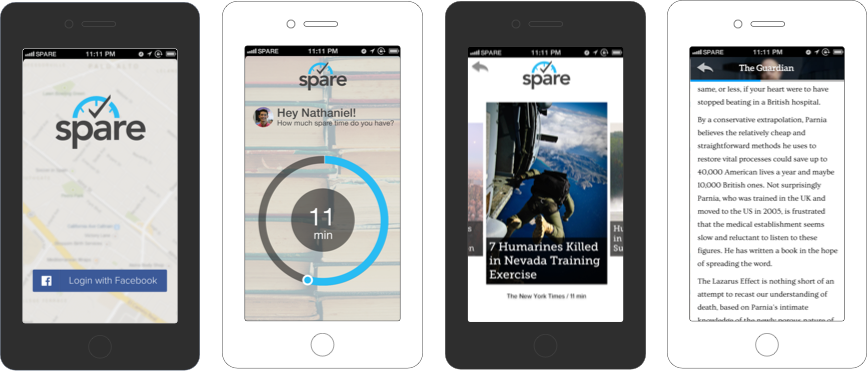 SPARE
11:11 PM
spare
Login with Facebook
SPARE
11:11 PM
spare
Hey Nathaniel!
How much spare time do you have?
11
min
SPARE
11:11 PM
spare
7 Humarines Killed
in Nevada Training
Exercise
The New York Times / 11 min
SPARE
11:11 PM
The Guardian
same, or less, if your heart were to have
stopped beating in a British hospital.
By a conservative extrapolation, Parnia
believes the relatively cheap and
straightforward methods he uses to
restore vital processes could save up to
40,000 American lives a year and maybe
10,000 British ones. Not surprisingly
Parnia, who was trained in the UK and
moved to the US in 2005, is frustrated
that the medical establishment seems
slow and reluctant to listen to these
figures. He has written a book in the hope
of spreading the word.
The Lazarus Effect is nothing short of an
attempt to recast our understanding of
death, based on Parnia's intimate
knowledge of the newly porous nature of